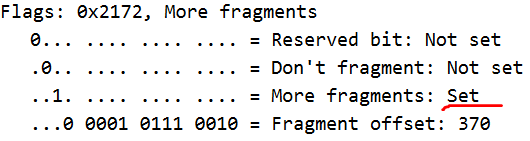 Flags: 0x2172, More fragments
0... .... .... .... = Reserved bit: Not set
.0.. .... .... .... = Don't fragment: Not set
..1. .... .... .... = More fragments: Set
...0 0001 0111 0010 = Fragment offset: 370